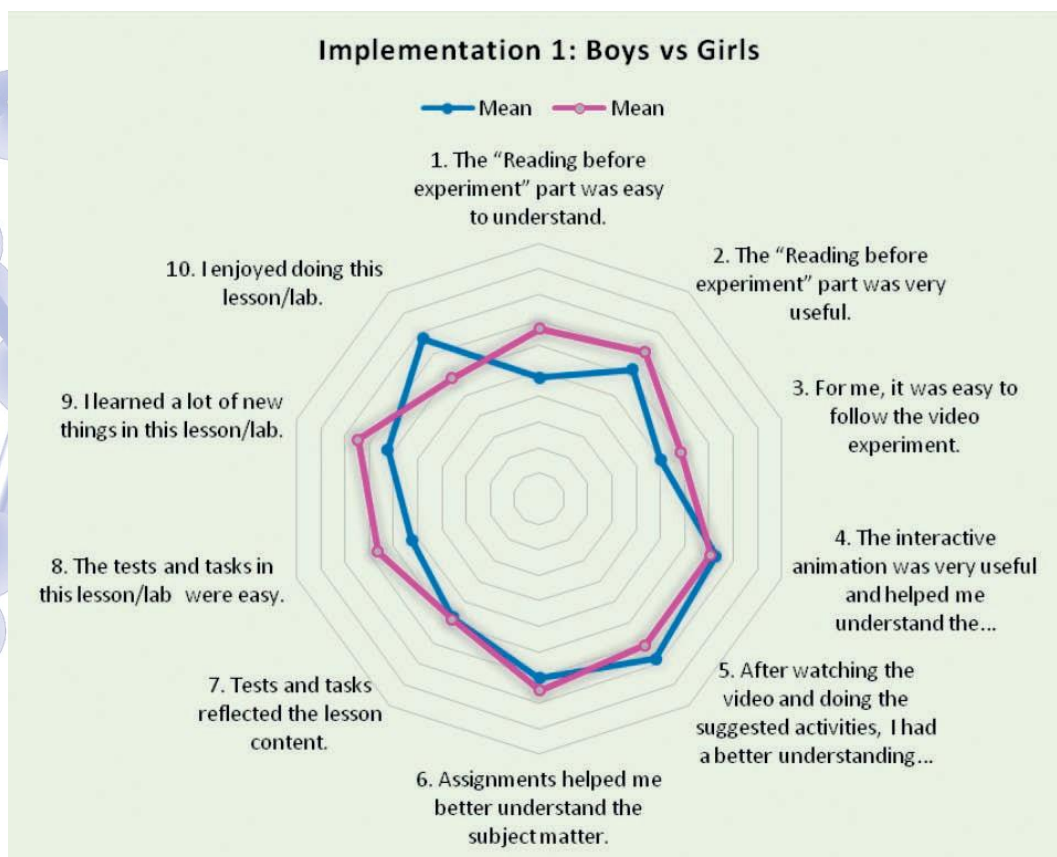 Implementation 1: Boys vs Girls
Mean Mean
1. The “Reading before
experiment” part was easy
to understand.
2. The “Reading before
experiment” part was very
useful.
3. For me, it was easy to
follow the video
experiment.
4. The interactive
animation was very useful
and helped me
understand the...
5. After watching the
video and doing the
suggested activities, I had
a better understanding...
6. Assignments helped me
better understand the
subject matter.
7. Tests and tasks
reflected the lesson
content.
8. The tests and tasks in
this lesson/lab were easy.
9. I learned a lot of new
things in this lesson/lab.
10. I enjoyed doing this
lesson/lab.